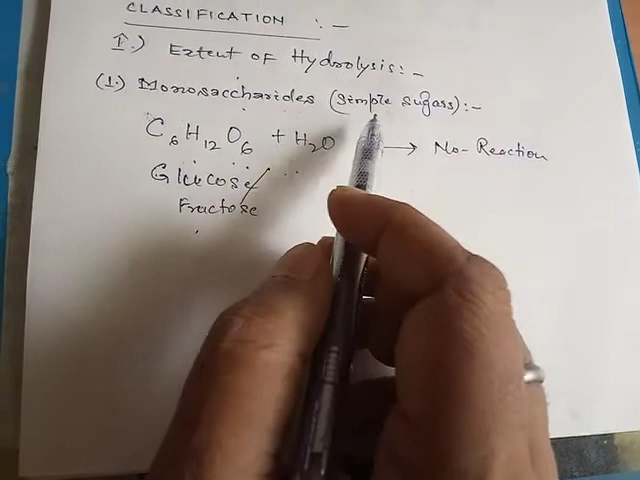 CLASSIFICATION :-
I.) Extent of Hydrolysis:-
(1.) Monosaccharides (simple sugars):-
C6H12O6 + H2O → No-Reaction
Glucose/
Fructose